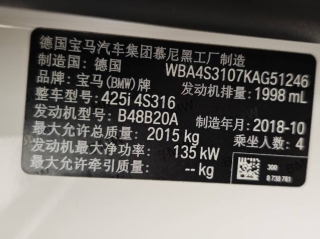 德国宝马汽车集团慕尼黑工厂制造
制造国：德国 WBA4S3107KAG51246
品牌：宝马(BMW)牌 发动机排量：1998 mL
整车型号：425i 4S316
发动机型号：B48B20A 制造年月：2018-10
最大允许总质量：2015 kg 乘坐人数：4
发动机最大净功率：135 kW
最大允许牵引质量：--kg
300